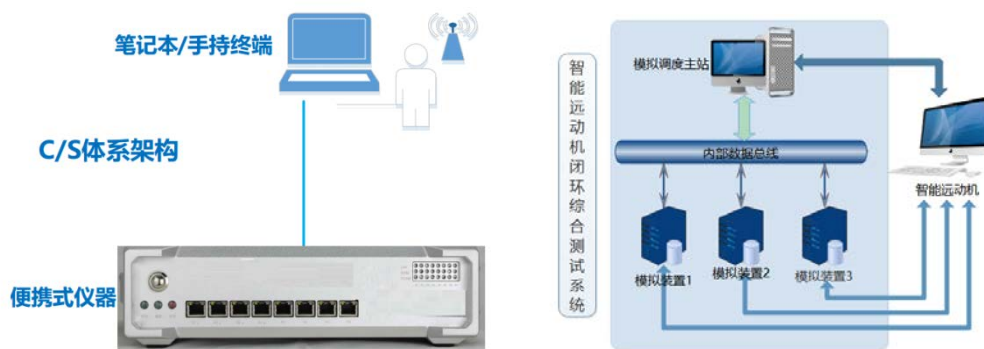 笔记本/手持终端
C/S体系架构
便携式仪器
智能远动机闭环综合测试系统
模拟调度主站
内部数据总线
智能远动机
模拟装置1
模拟装置2
模拟装置3